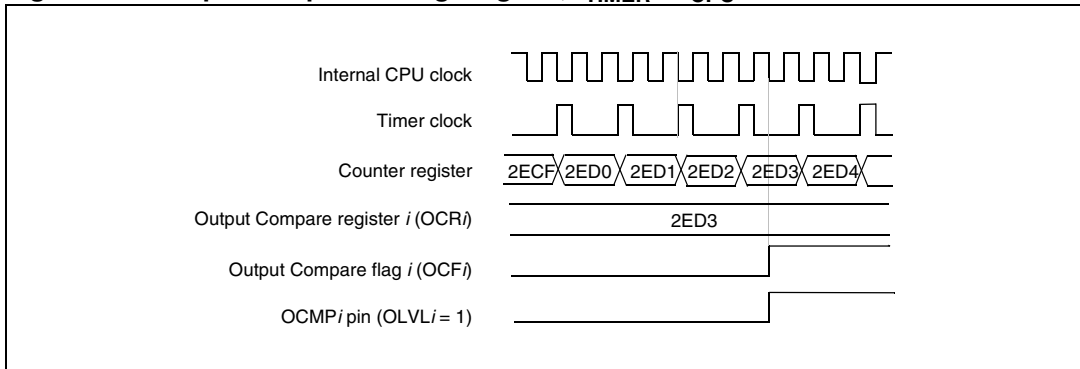 Internal CPU clock
Timer clock
Counter register 2ECF 2ED0 2ED1 2ED2 2ED3 2ED4
Output Compare register i (OCRi) 2ED3
Output Compare flag i (OCFi)
OCMPi pin (OLVLi = 1)